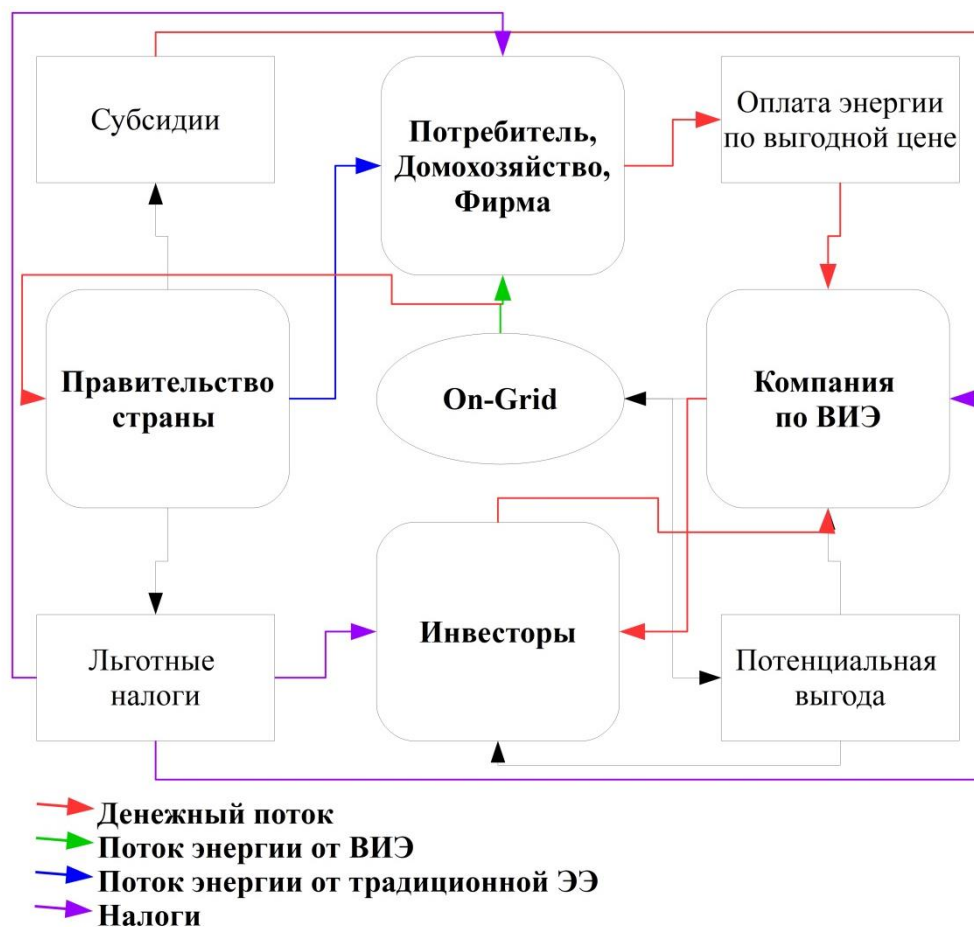 Субсидии
Потребитель,
Домохозяйство,
Фирма
Оплата энергии
по выгодной цене
Правительство
страны
On-Grid
Компания
по ВИЭ
Льготные
налоги
Инвесторы
Потенциальная
выгода
Денежный поток
Поток энергии от ВИЭ
Поток энергии от традиционной ЭЭ
Налоги